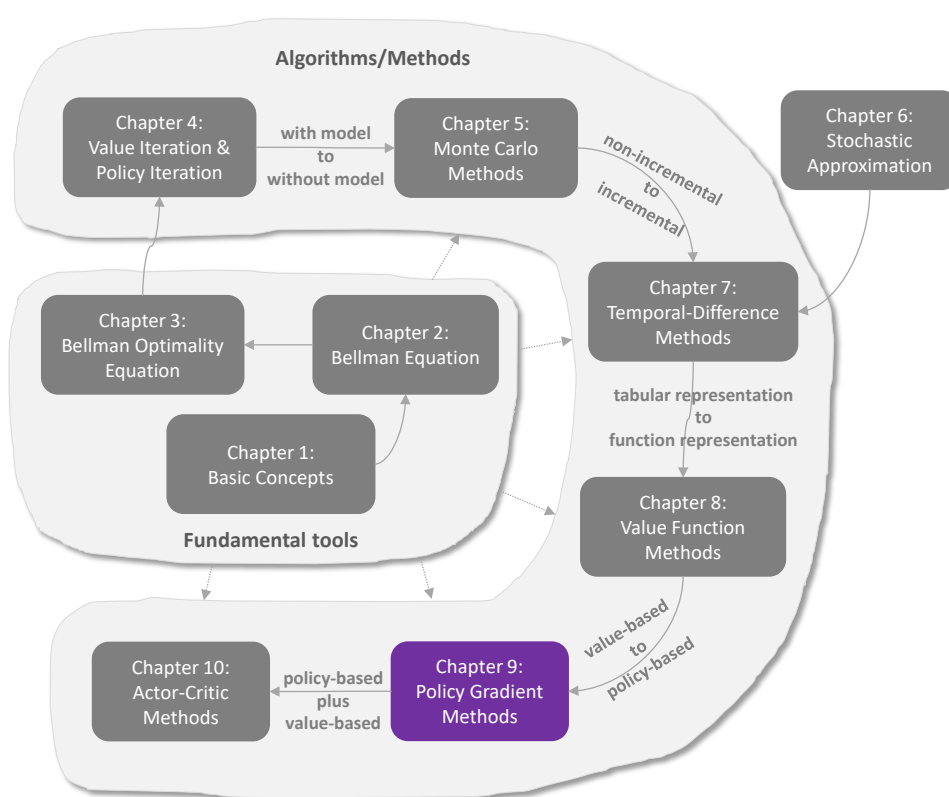 Algorithms/Methods
Chapter 4:
Value Iteration &
Policy Iteration
with model
to
without model
Chapter 5:
Monte Carlo
Methods
non-incremental
to
incremental
Chapter 6:
Stochastic
Approximation
Chapter 3:
Bellman Optimality
Equation
Chapter 2:
Bellman Equation
Chapter 1:
Basic Concepts
Fundamental tools
Chapter 7:
Temporal-Difference
Methods
tabular representation
to
function representation
Chapter 8:
Value Function
Methods
value-based
to
policy-based
Chapter 9:
Policy Gradient
Methods
policy-based
plus
value-based
Chapter 10:
Actor-Critic
Methods